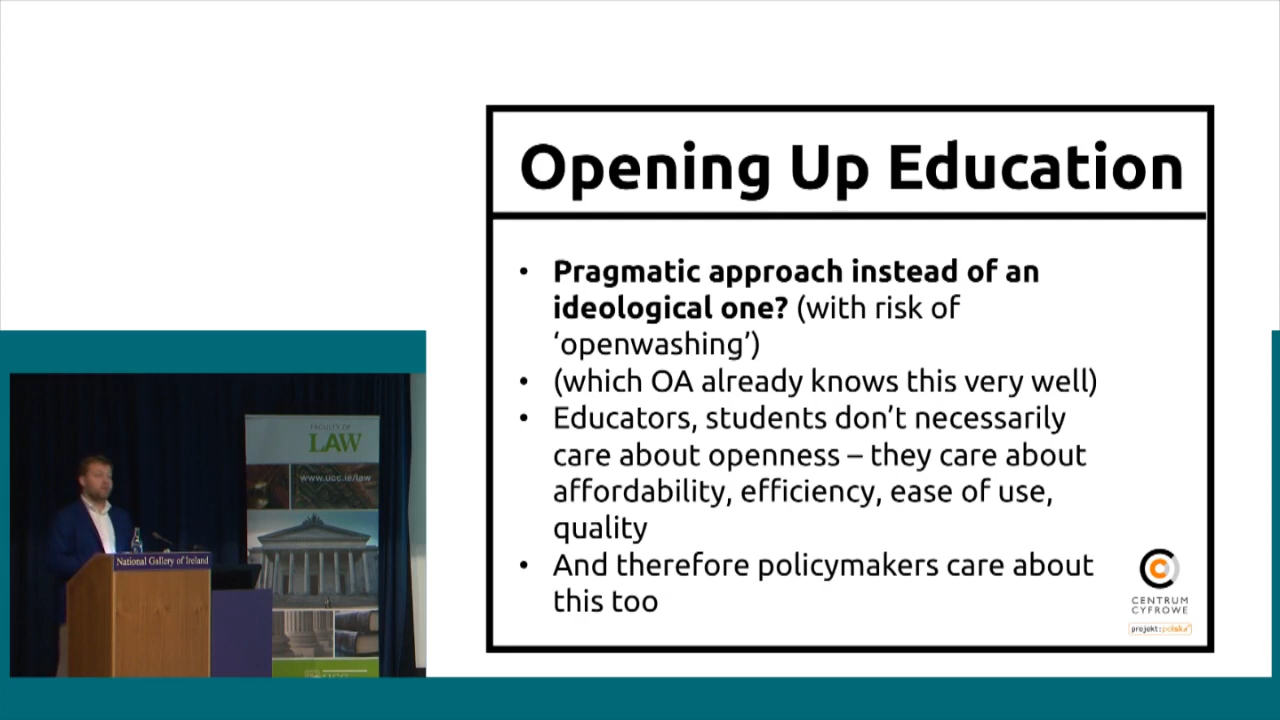 Opening Up Education
• Pragmatic approach instead of an
ideological one? (with risk of
‘openwashing’)
• (which OA already knows this very well)
• Educators, students don’t necessarily
care about openness – they care about
affordability, efficiency, ease of use,
quality
• And therefore policymakers care about
this too
CENTRUM
CYFROWE
projekt:polska
FACULTY OF
LAW
www.ucc.ie/law
National Gallery of Ireland
UCC